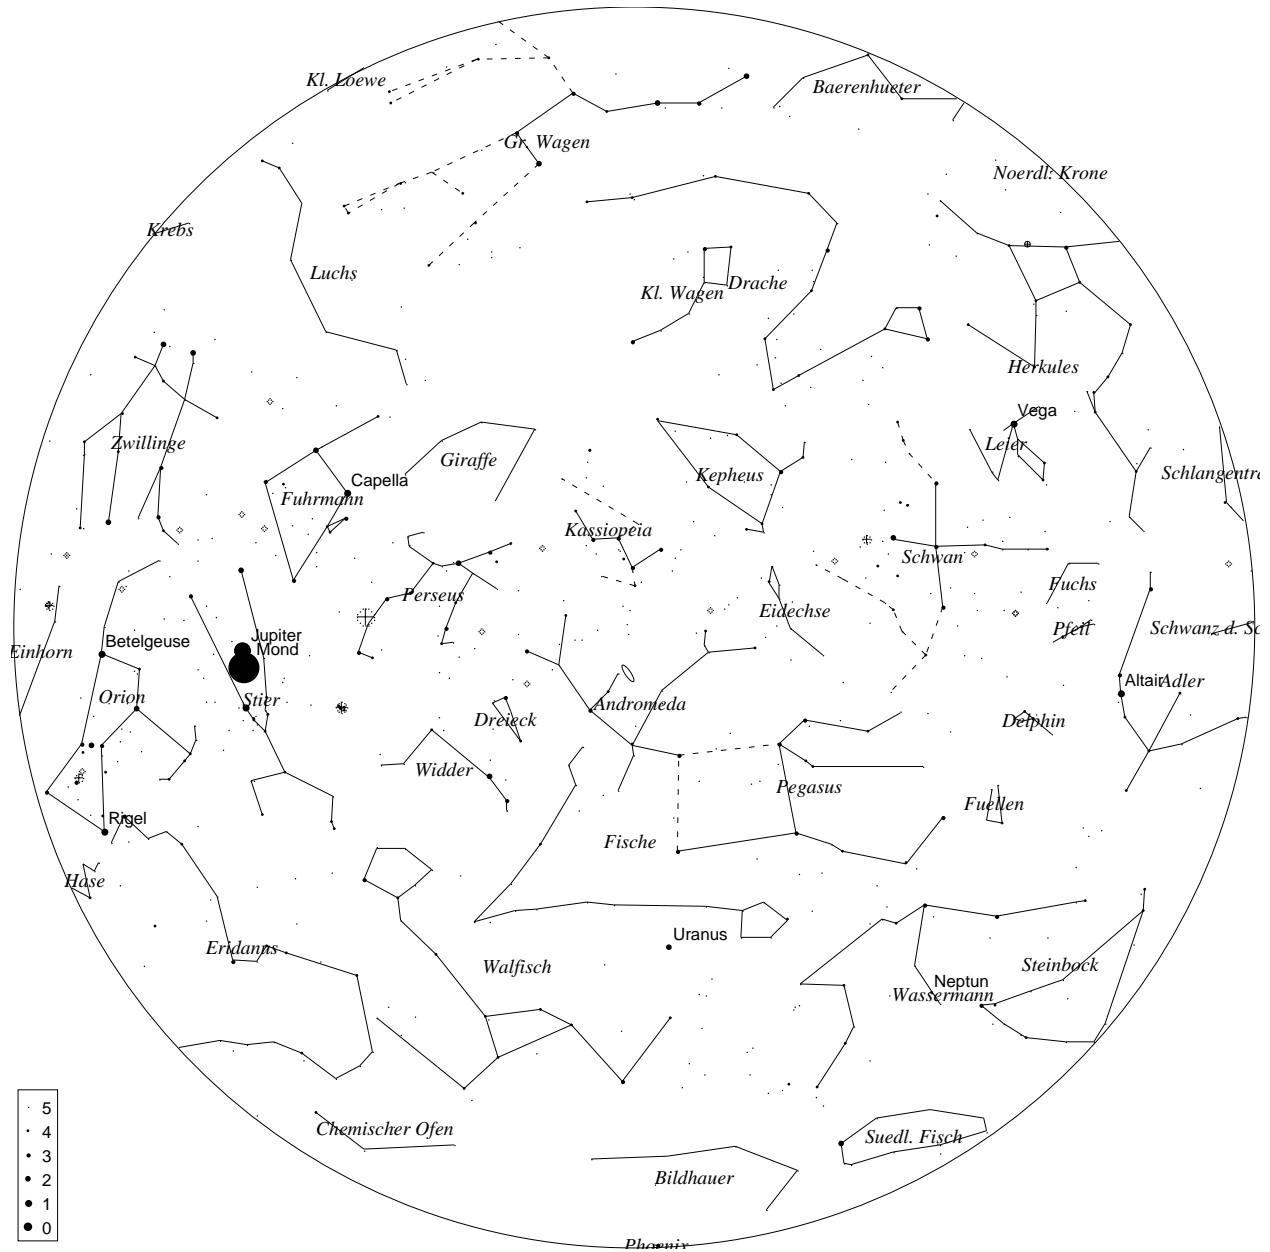 Kl. Loewe
Baerenhueter
Gr. Wagen
Noerdl. Krone
Krebs
Luchs
Drache
Kl. Wagen
Herkules
Vega
Zwillinge
Leier
Giraffe
Kepheus
Schlangentr
Capella
Fuhrmann
Kassiopeia
Schwan
Fuchs
Perseus
Eidechse
Pfeil
Schwanz d. Sc
Jupiter
Betelgeuse
Mond
Einhorn
Altair
Adler
Orion
Stier
Andromeda
Dreieck
Delphin
Widder
Pegasus
Fuellen
Rigel
Fische
Hase
Uranus
Eridanus
Walfisch
Steinbock
Neptun
Wassermann
5
4
3
2
1
0
Chemischer Ofen
Suedl. Fisch
Bildhauer
Phoenix